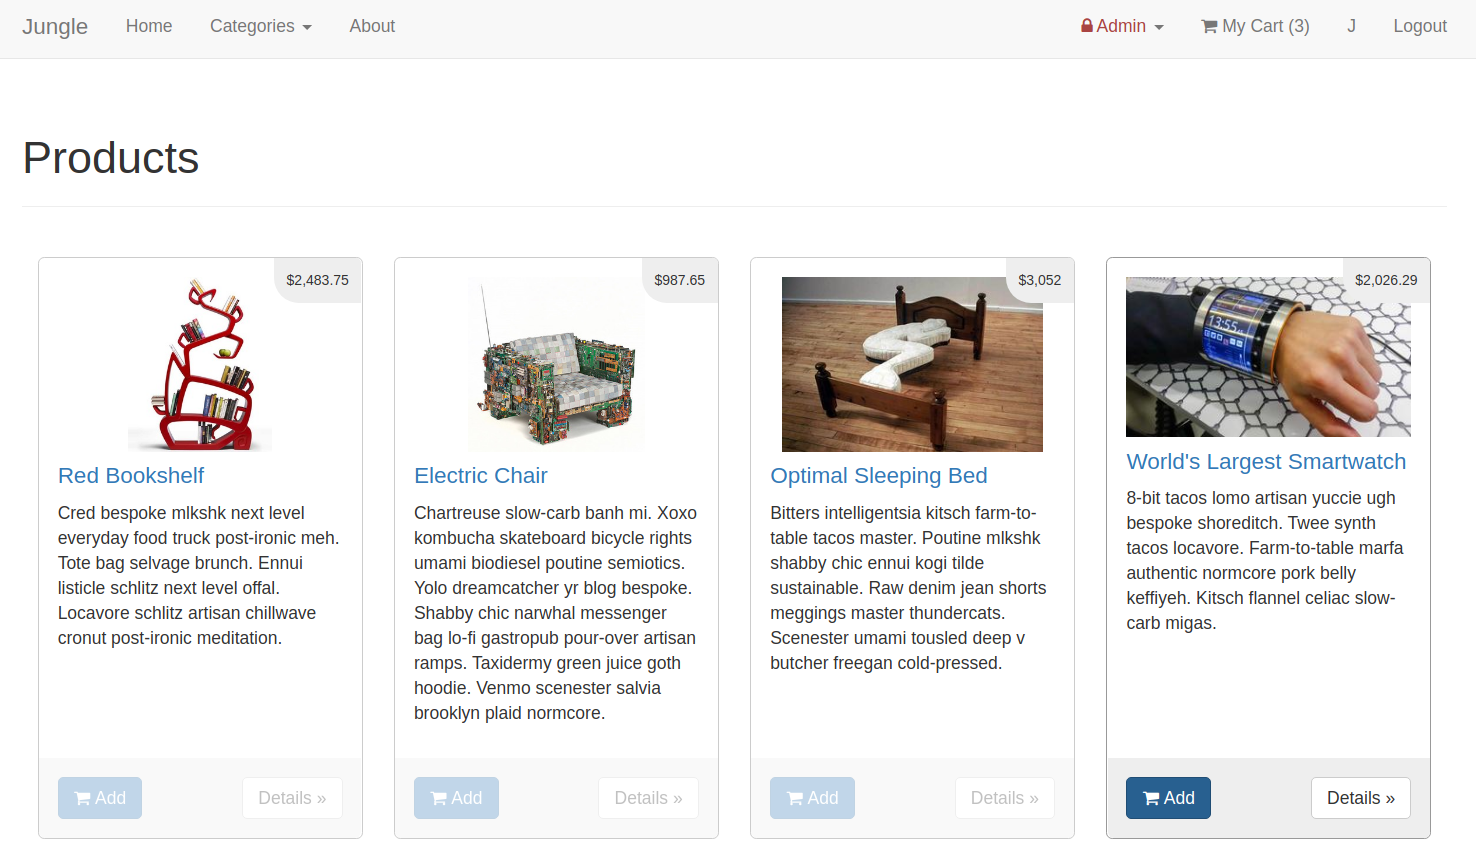 Jungle Home Categories About Admin My Cart (3) J Logout
Products
$2,483.75
Red Bookshelf
Cred bespoke mlkshk next level
everyday food truck post-ironic meh.
Tote bag selvage brunch. Ennui
listicle schlitz next level offal.
Locavore schlitz artisan chillwave
cronut post-ironic meditation.
Add Details »
$987.65
Electric Chair
Chartreuse slow-carb banh mi. Xoxo
kombucha skateboard bicycle rights
umami biodiesel poutine semiotics.
Yolo dreamcatcher yr blog bespoke.
Shabby chic narwhal messenger
bag lo-fi gastropub pour-over artisan
ramps. Taxidermy green juice goth
hoodie. Venmo scenester salvia
brooklyn plaid normcore.
Add Details »
$3,052
Optimal Sleeping Bed
Bitters intelligentsia kitsch farm-to-
table tacos master. Poutine mlkshk
shabby chic ennui kogi tilde
sustainable. Raw denim jean shorts
meggings master thundercats.
Scenester umami tousled deep v
butcher freegan cold-pressed.
Add Details »
$2,026.29
13:55
World's Largest Smartwatch
8-bit tacos lomo artisan yuccie ugh
bespoke shoreditch. Twee synth
tacos locavore. Farm-to-table marfa
authentic normcore pork belly
keffiyeh. Kitsch flannel celiac slow-
carb migas.
Add Details »